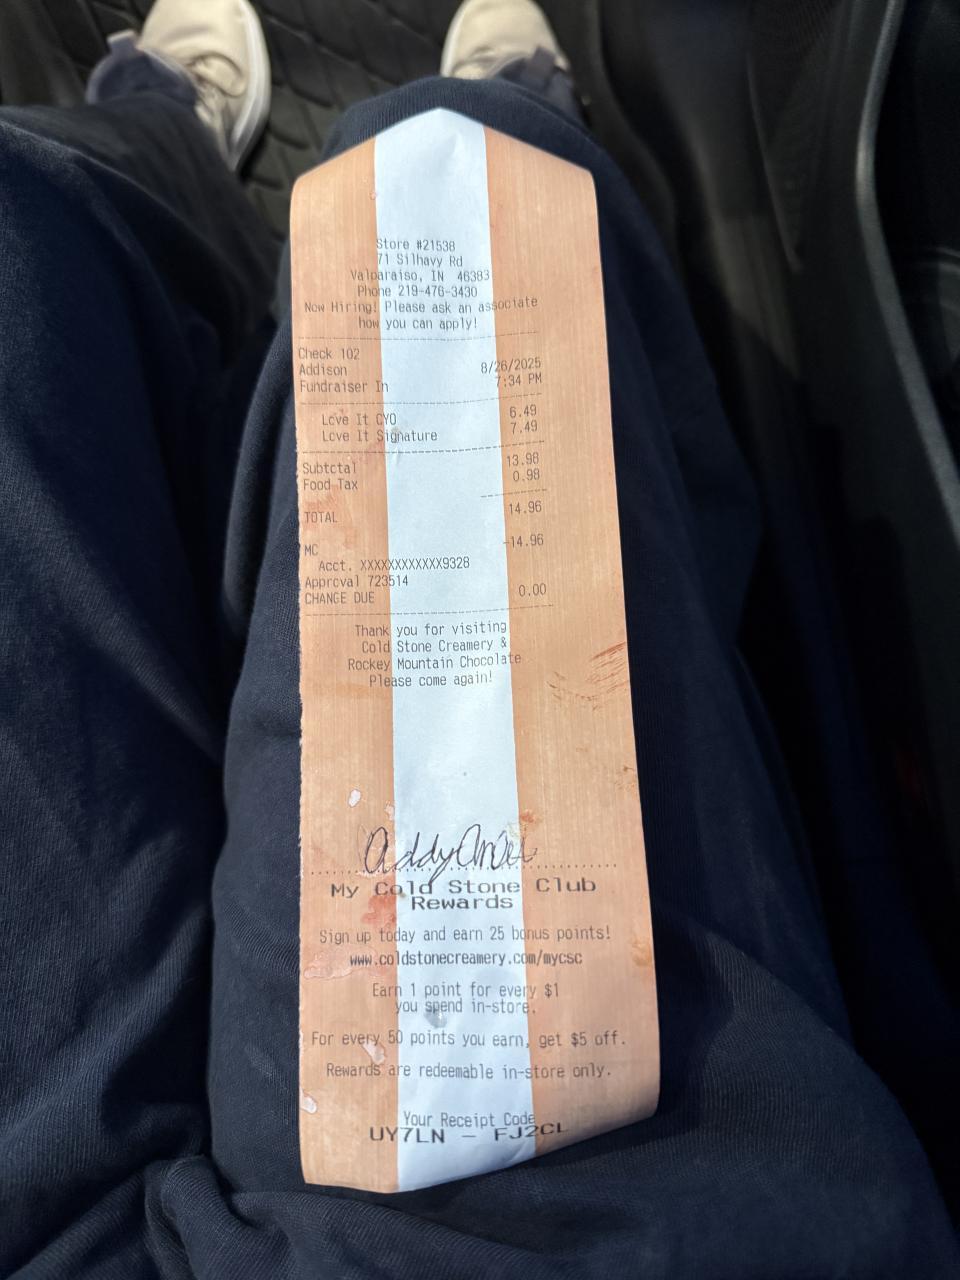 Store #21538
71 Silhavy Rd
Valparaiso, IN 46383
Phone 219-476-3430
Now Hiring! Please ask an associate
how you can apply!
Check 102
Addison 8/26/2025
Fundraiser In 7:34 PM
Love It CYO 6.49
Love It Signature 7.49
Subtotal 13.98
Food Tax 0.98
TOTAL 14.96
MC -14.96
Acct. XXXXXXXXXXXX9328
Approval 723514
CHANGE DUE 0.00
Thank you for visiting
Cold Stone Creamery &
Rockey Mountain Chocolate
Please come again!
My Cold Stone Club
Rewards
Sign up today and earn 25 bonus points!
www.coldstonecreamery.com/mycsc
Earn 1 point for every $1
you spend in-store.
For every 50 points you earn, get $5 off.
Rewards are redeemable in-store only.
Your Receipt Code
UY7LN - FJ2CL